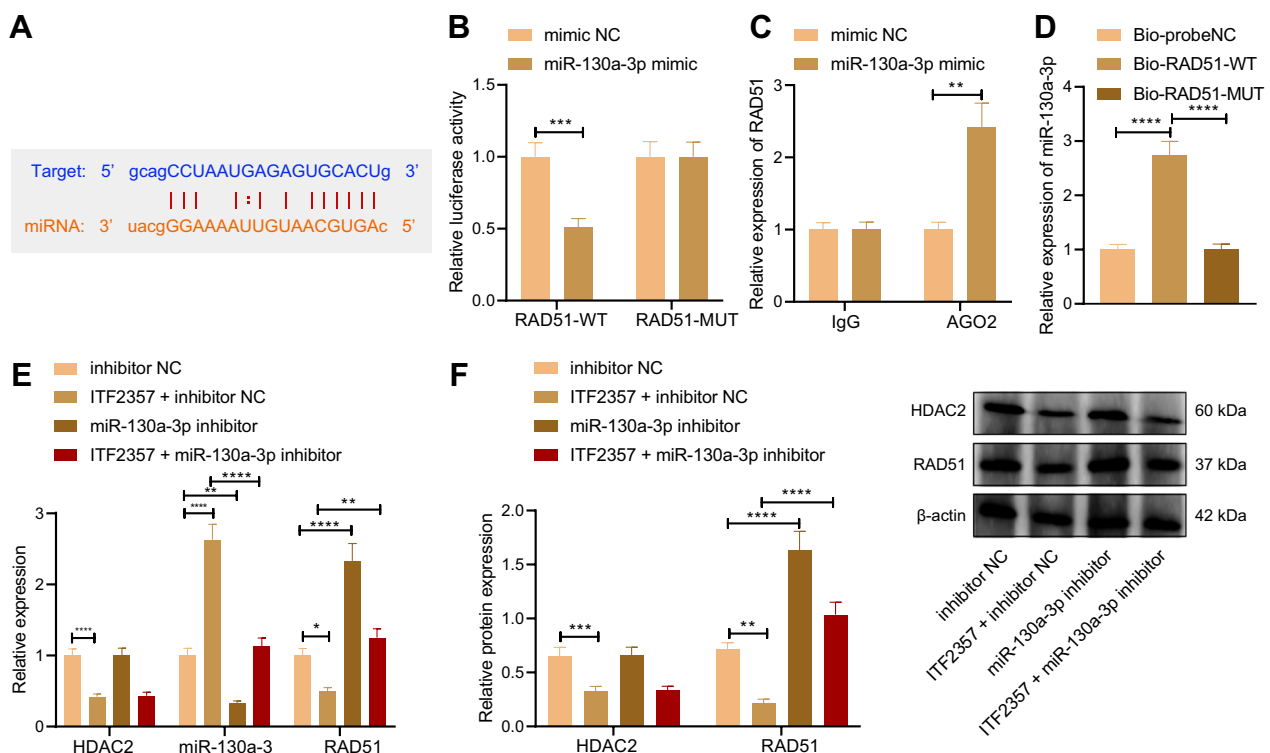 A
Target: 5’ gcagCCUAAUGAGAGUGCACUg 3’
miRNA: 3’ uacgGGAAAAUUGUAACGUGAc 5’
B
mimic NC
miR-130a-3p mimic
Relative luciferase activity
1.5
1.0
0.5
0.0
***
RAD51-WT
RAD51-MUT
C
mimic NC
miR-130a-3p mimic
Relative expression of RAD51
3
2
1
0
**
IgG
AGO2
D
Bio-probeNC
Bio-RAD51-WT
Bio-RAD51-MUT
Relative expression of miR-130a-3p
4
3
2
1
0
**** ****
E
inhibitor NC
ITF2357 + inhibitor NC
miR-130a-3p inhibitor
ITF2357 + miR-130a-3p inhibitor
Relative expression
3
2
1
0
****
****
**
****
*
****
**
HDAC2
miR-130a-3
RAD51
F
inhibitor NC
ITF2357 + inhibitor NC
miR-130a-3p inhibitor
ITF2357 + miR-130a-3p inhibitor
Relative protein expression
2.0
1.5
1.0
0.5
0.0
***
**
****
****
HDAC2
RAD51
HDAC2 60 kDa
RAD51 37 kDa
β-actin 42 kDa
inhibitor NC
ITF2357 + inhibitor NC
miR-130a-3p inhibitor
ITF2357 + miR-130a-3p inhibitor